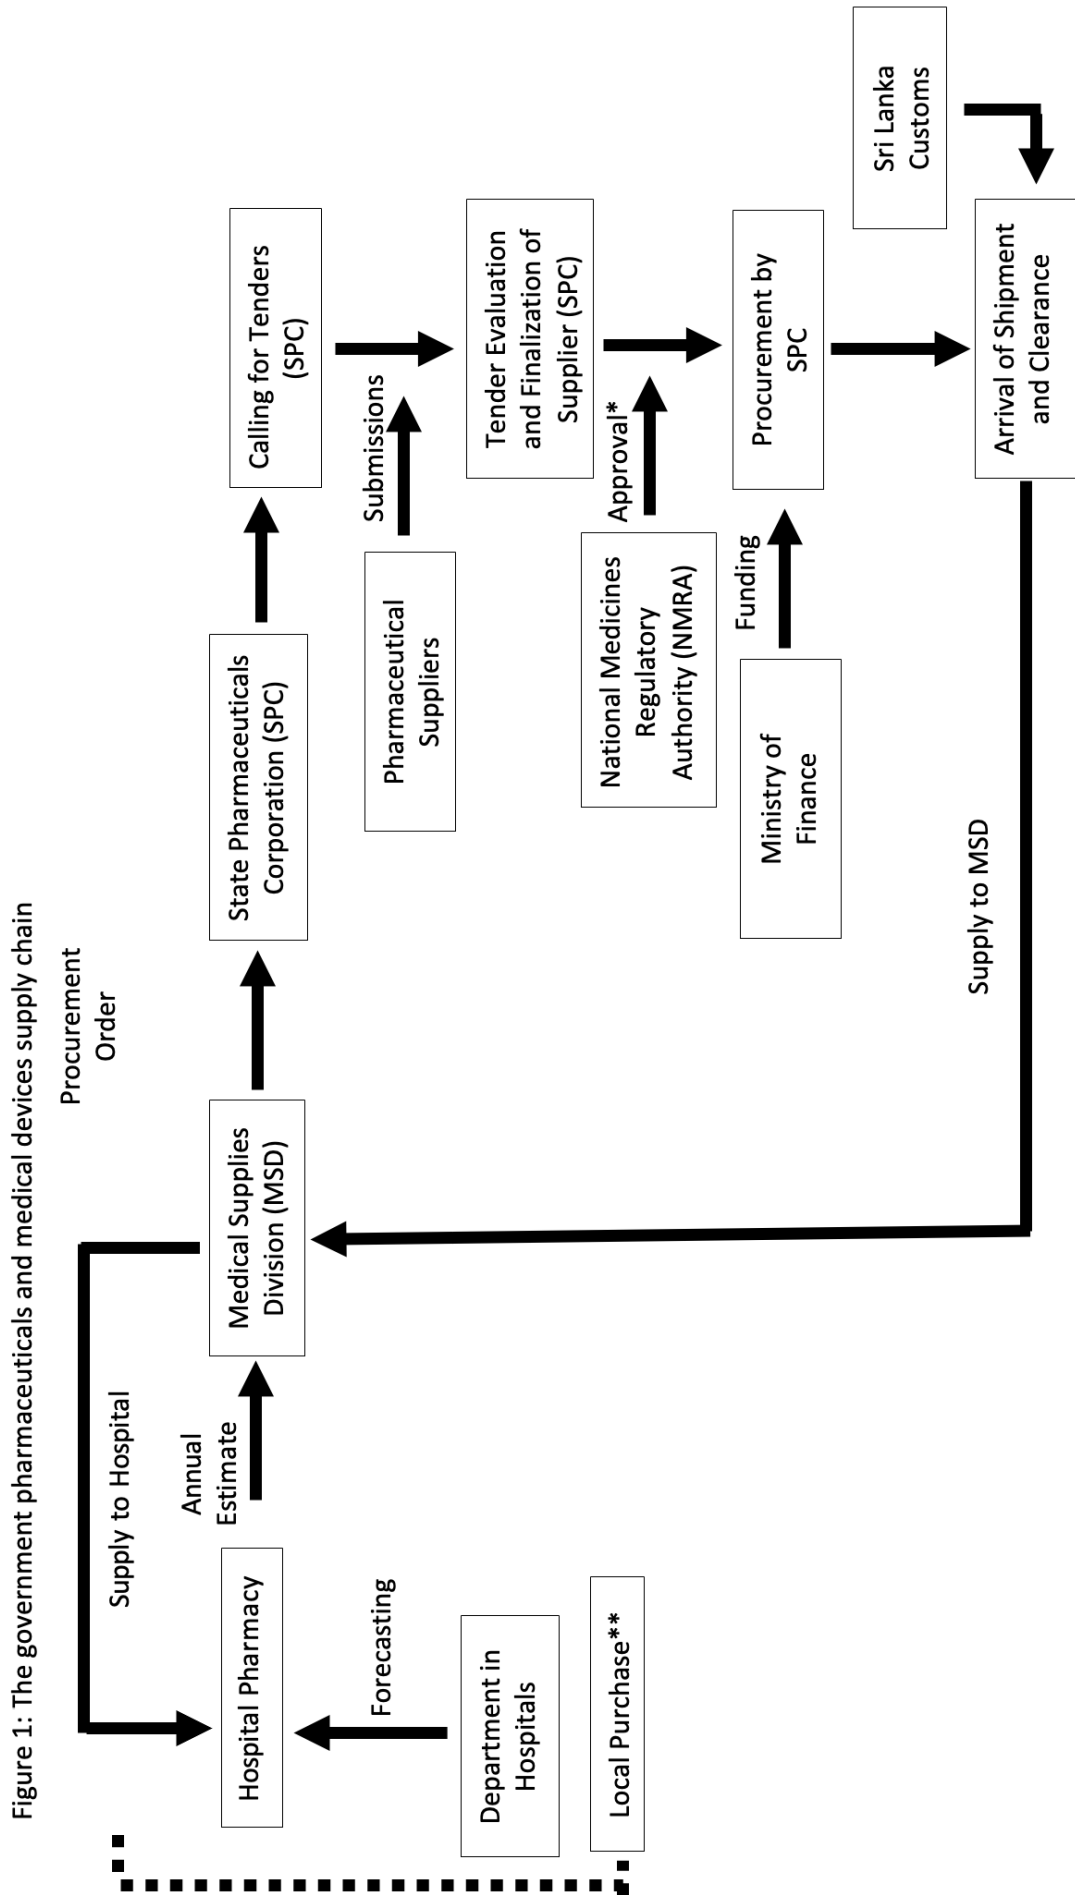 Figure 1: The government pharmaceuticals and medical devices supply chain
Procurement
Order
Supply to Hospital
Annual
Estimate
Hospital Pharmacy
Medical Supplies
Division (MSD)
State Pharmaceuticals
Corporation (SPC)
Calling for Tenders
(SPC)
Forecasting
Submissions
Pharmaceutical
Suppliers
Department in
Hospitals
Tender Evaluation
and Finalization of
Supplier (SPC)
Local Purchase**
Approval*
National Medicines
Regulatory
Authority (NMRA)
Funding
Ministry of
Finance
Procurement by
SPC
Sri Lanka
Customs
Supply to MSD
Arrival of Shipment
and Clearance